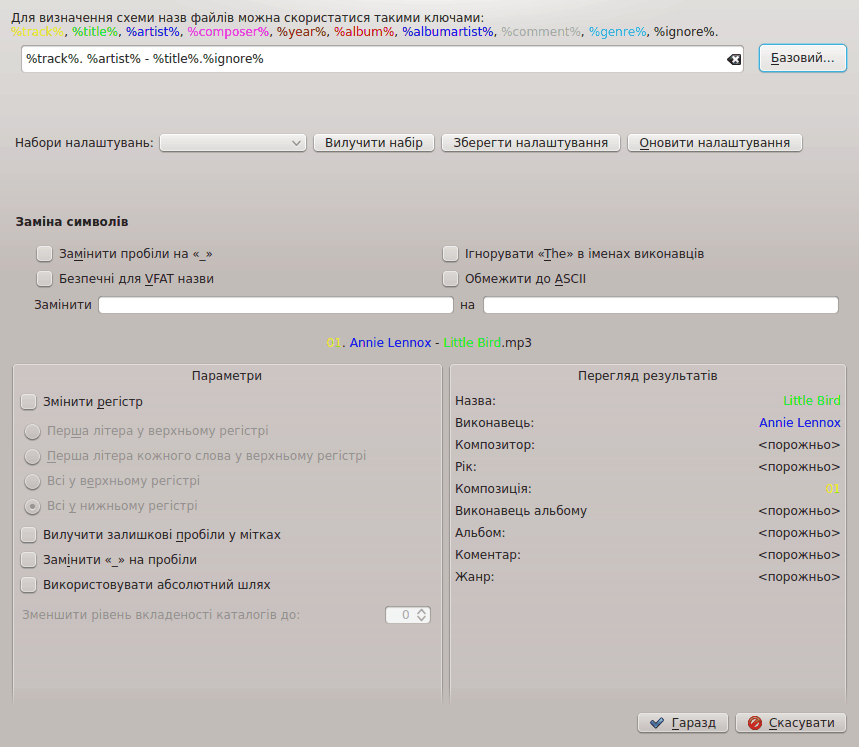 Для визначення схеми назв файлів можна скористатися такими ключами:
%track%, %title%, %artist%, %composer%, %year%, %album%, %albumartist%, %comment%, %genre%, %ignore%.
%track%. %artist% - %title%.%ignore%
Базовий...
Набори налаштувань:
Вилучити набір
Зберегти налаштування
Оновити налаштування
Заміна символів
Замінити пробіли на «_»
Ігнорувати «The» в іменах виконавців
Безпечні для VFAT назви
Обмежити до ASCII
Замінити
на
01. Annie Lennox - Little Bird.mp3
Параметри
Змінити регістр
Перша літера у верхньому регістрі
Перша літера кожного слова у верхньому регістрі
Всі у верхньому регістрі
Всі у нижньому регістрі
Вилучити залишкові пробіли у мітках
Замінити «_» на пробіли
Використовувати абсолютний шлях
Зменшити рівень вкладеності каталогів до:
0
Перегляд результатів
Назва: Little Bird
Виконавець: Annie Lennox
Композитор: <порожньо>
Рік: <порожньо>
Композиція: 01
Виконавець альбому <порожньо>
Альбом: <порожньо>
Коментар: <порожньо>
Жанр: <порожньо>
Гаразд
Скасувати